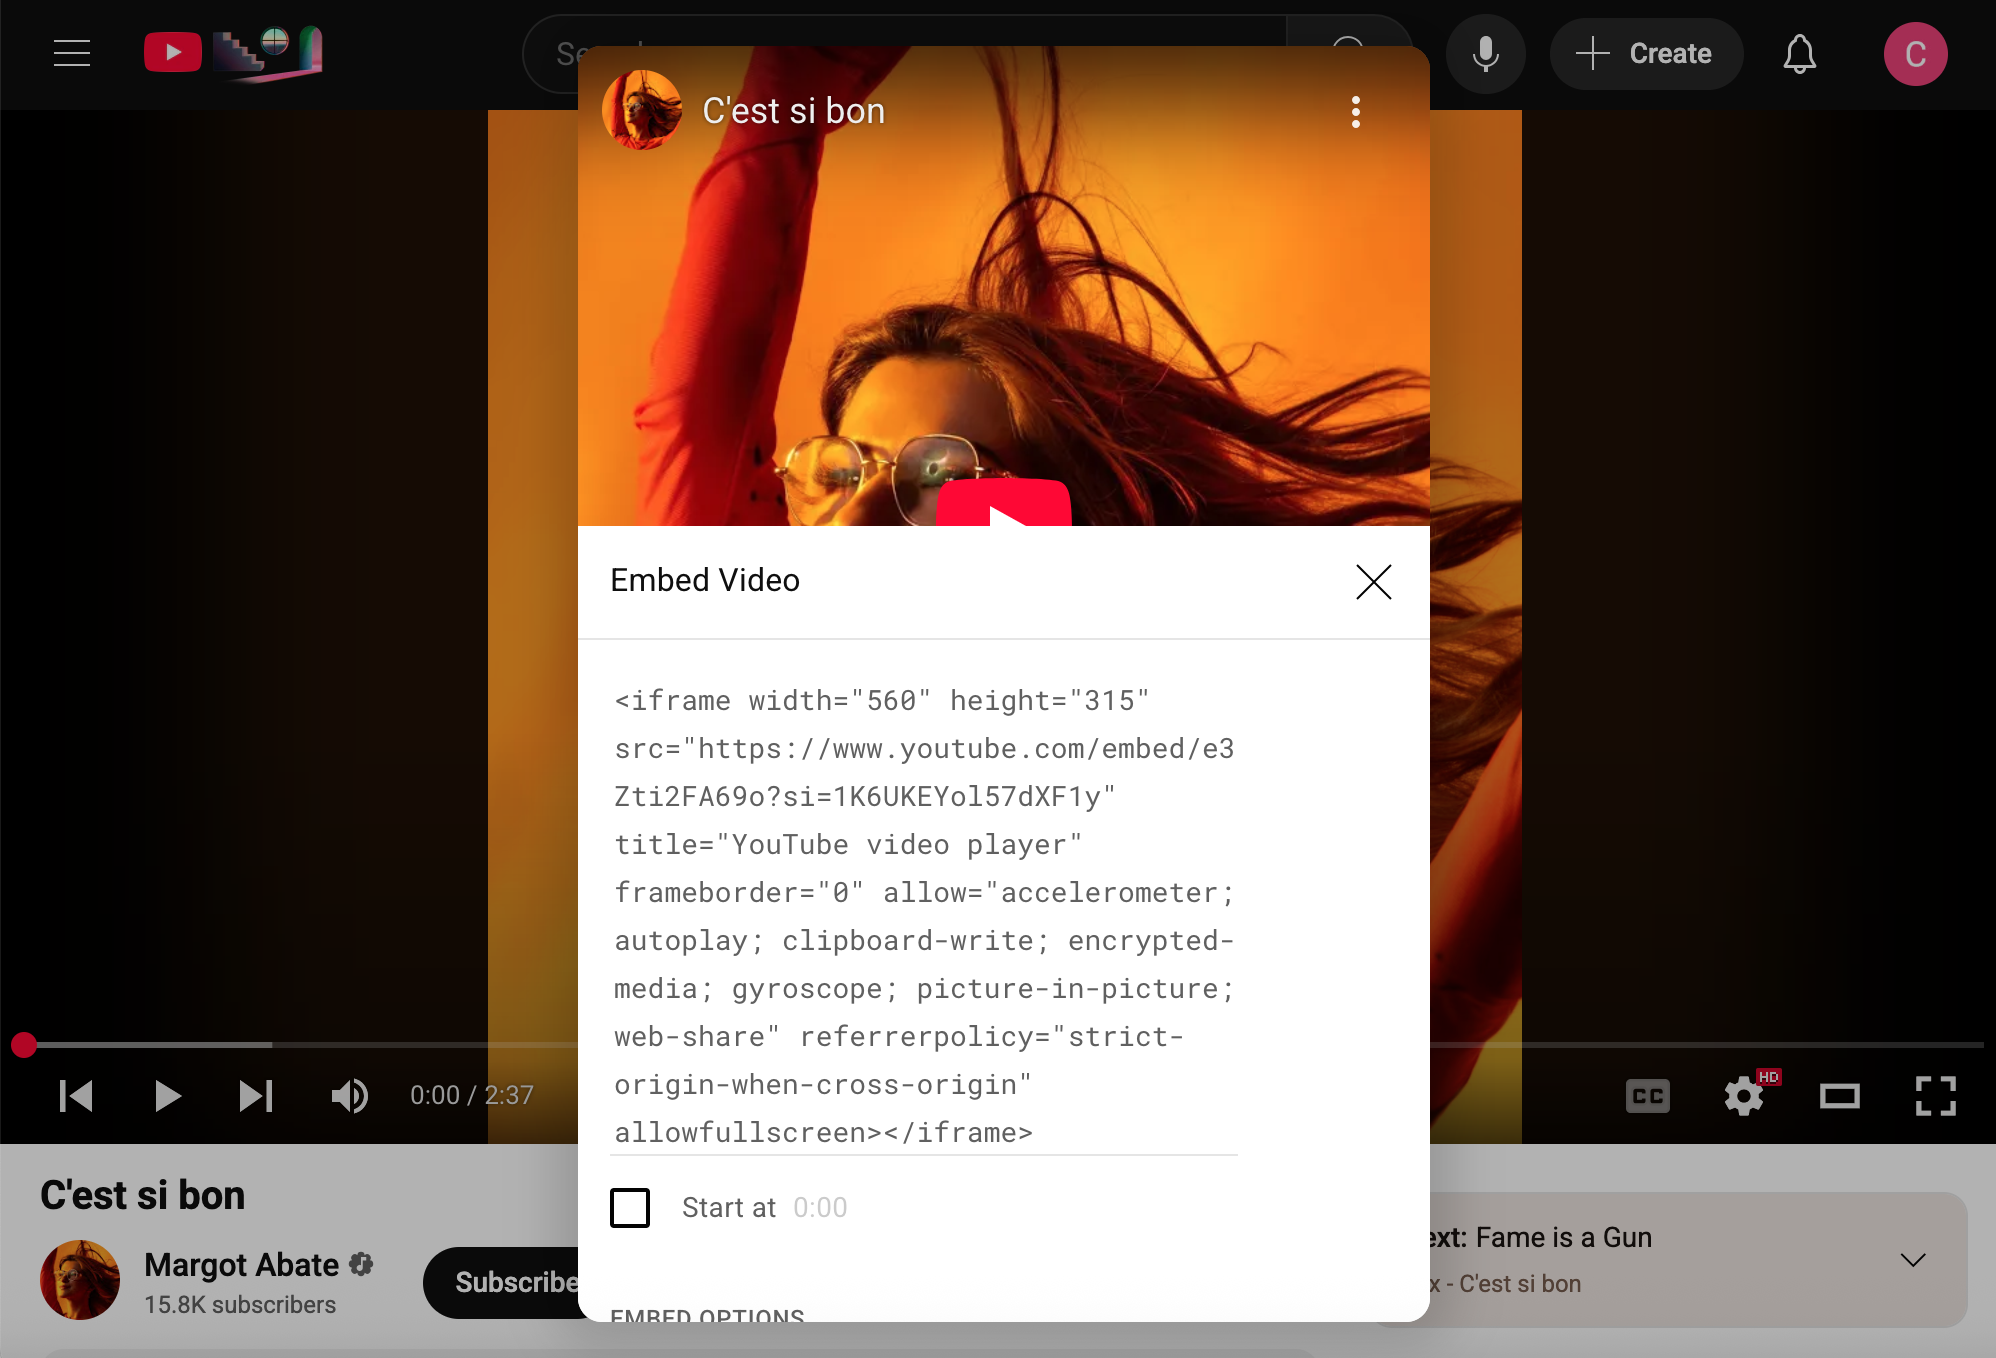 Create
C
C'est si bon
Embed Video
<iframe width="560" height="315"
src="https://www.youtube.com/embed/e3
Zti2FA69o?si=1K6UKEYol57dXF1y"
title="YouTube video player"
frameborder="0" allow="accelerometer;
autoplay; clipboard-write; encrypted-
media; gyroscope; picture-in-picture;
web-share" referrerpolicy="strict-
origin-when-cross-origin"
allowfullscreen></iframe>
Start at 0:00
EMBED OPTIONS
0:00 / 2:37
CC
HD
C'est si bon
Margot Abate
15.8K subscribers
Subscribe
ext: Fame is a Gun
x - C'est si bon